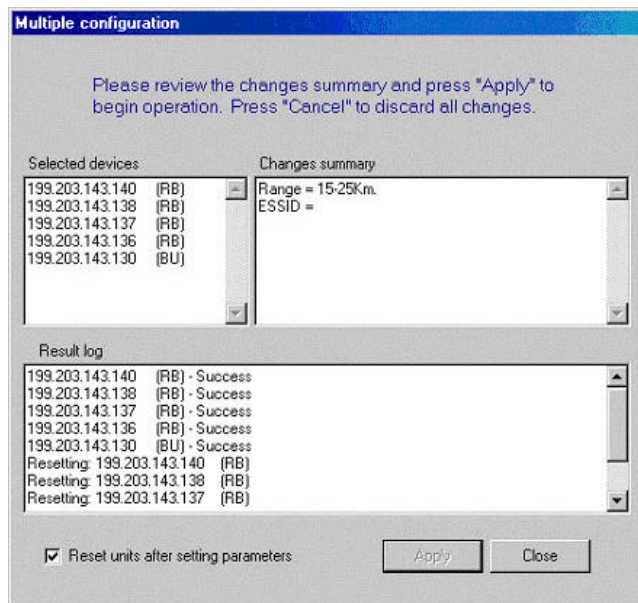 Multiple configuration
Please review the changes summary and press "Apply" to
begin operation. Press "Cancel" to discard all changes.
Selected devices
199.203.143.140 (RB)
199.203.143.138 (RB)
199.203.143.137 (RB)
199.203.143.136 (RB)
199.203.143.130 (BU)
Changes summary
Range = 15-25Km.
ESSID =
Result log
199.203.143.140 (RB) - Success
199.203.143.138 (RB) - Success
199.203.143.137 (RB) - Success
199.203.143.136 (RB) - Success
199.203.143.130 (BU) - Success
Resetting: 199.203.143.140 (RB)
Resetting: 199.203.143.138 (RB)
Resetting: 199.203.143.137 (RB)
Reset units after setting parameters
Apply
Close